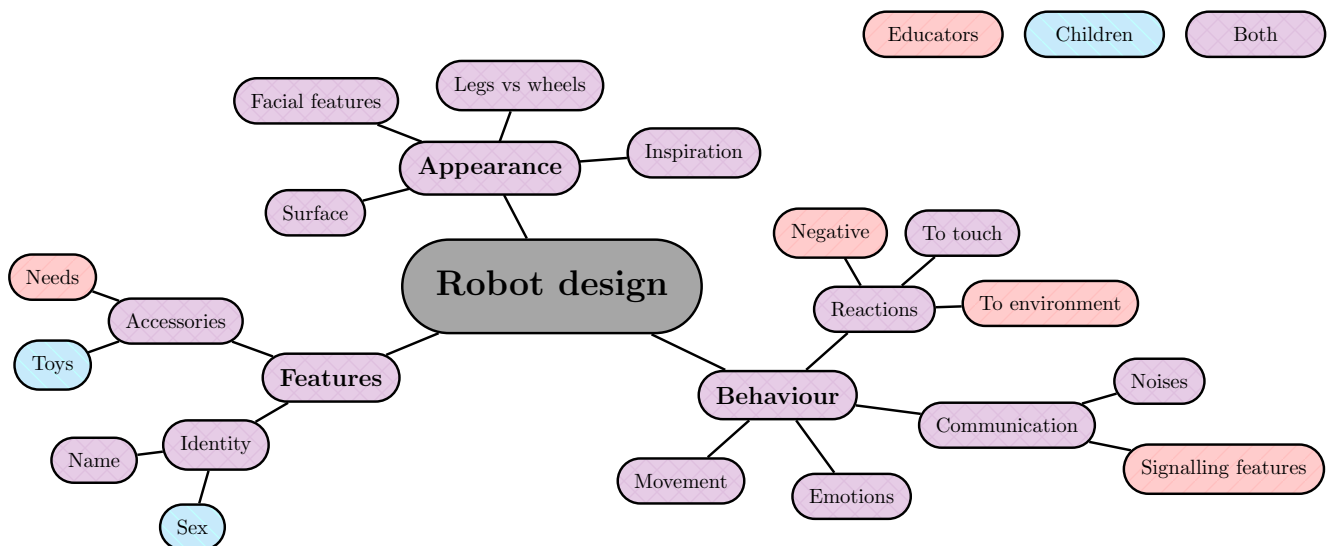 Educators
Children
Both
Legs vs wheels
Facial features
Inspiration
Appearance
Surface
Negative
To touch
Needs
Robot design
To environment
Accessories
Reactions
Toys
Features
Noises
Behaviour
Communication
Identity
Name
Signalling features
Movement
Emotions
Sex